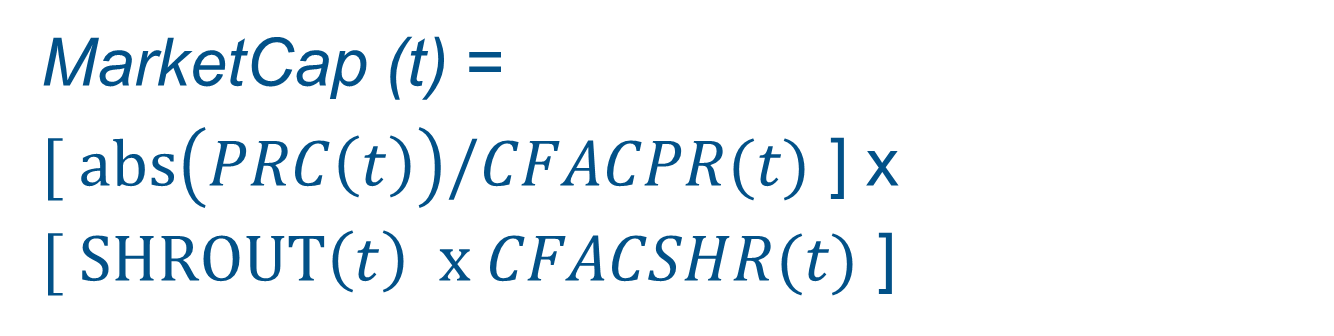 MarketCap (t) =
[ abs(PRC(t))/CFACPR(t) ] x
[ SHROUT(t) x CFACSHR(t) ]